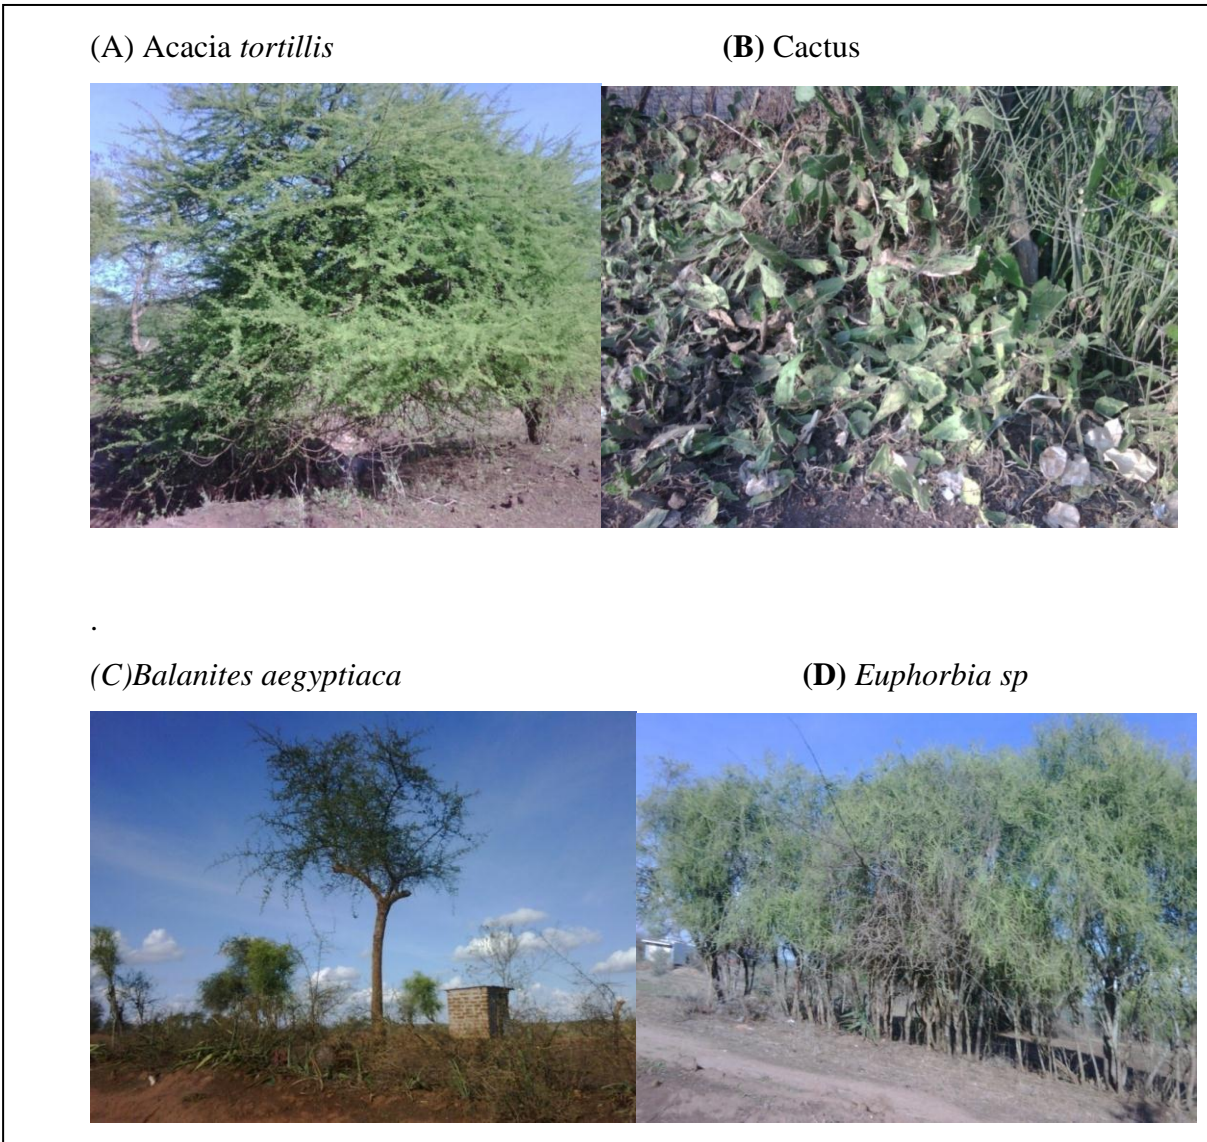 (A) Acacia tortillis
(B) Cactus
.
(C)Balanites aegyptiaca
(D) Euphorbia sp